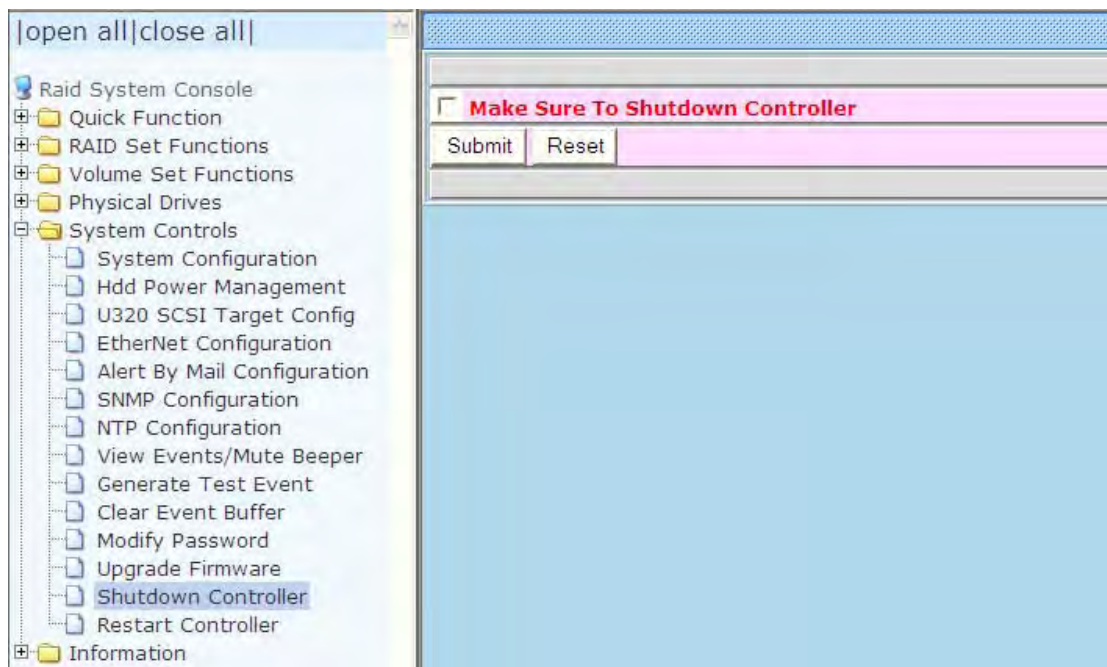 |open all|close all|
Raid System Console
Quick Function
RAID Set Functions
Volume Set Functions
Physical Drives
System Controls
System Configuration
Hdd Power Management
U320 SCSI Target Config
EtherNet Configuration
Alert By Mail Configuration
SNMP Configuration
NTP Configuration
View Events/Mute Beeper
Generate Test Event
Clear Event Buffer
Modify Password
Upgrade Firmware
Shutdown Controller
Restart Controller
Information
Make Sure To Shutdown Controller
Submit Reset